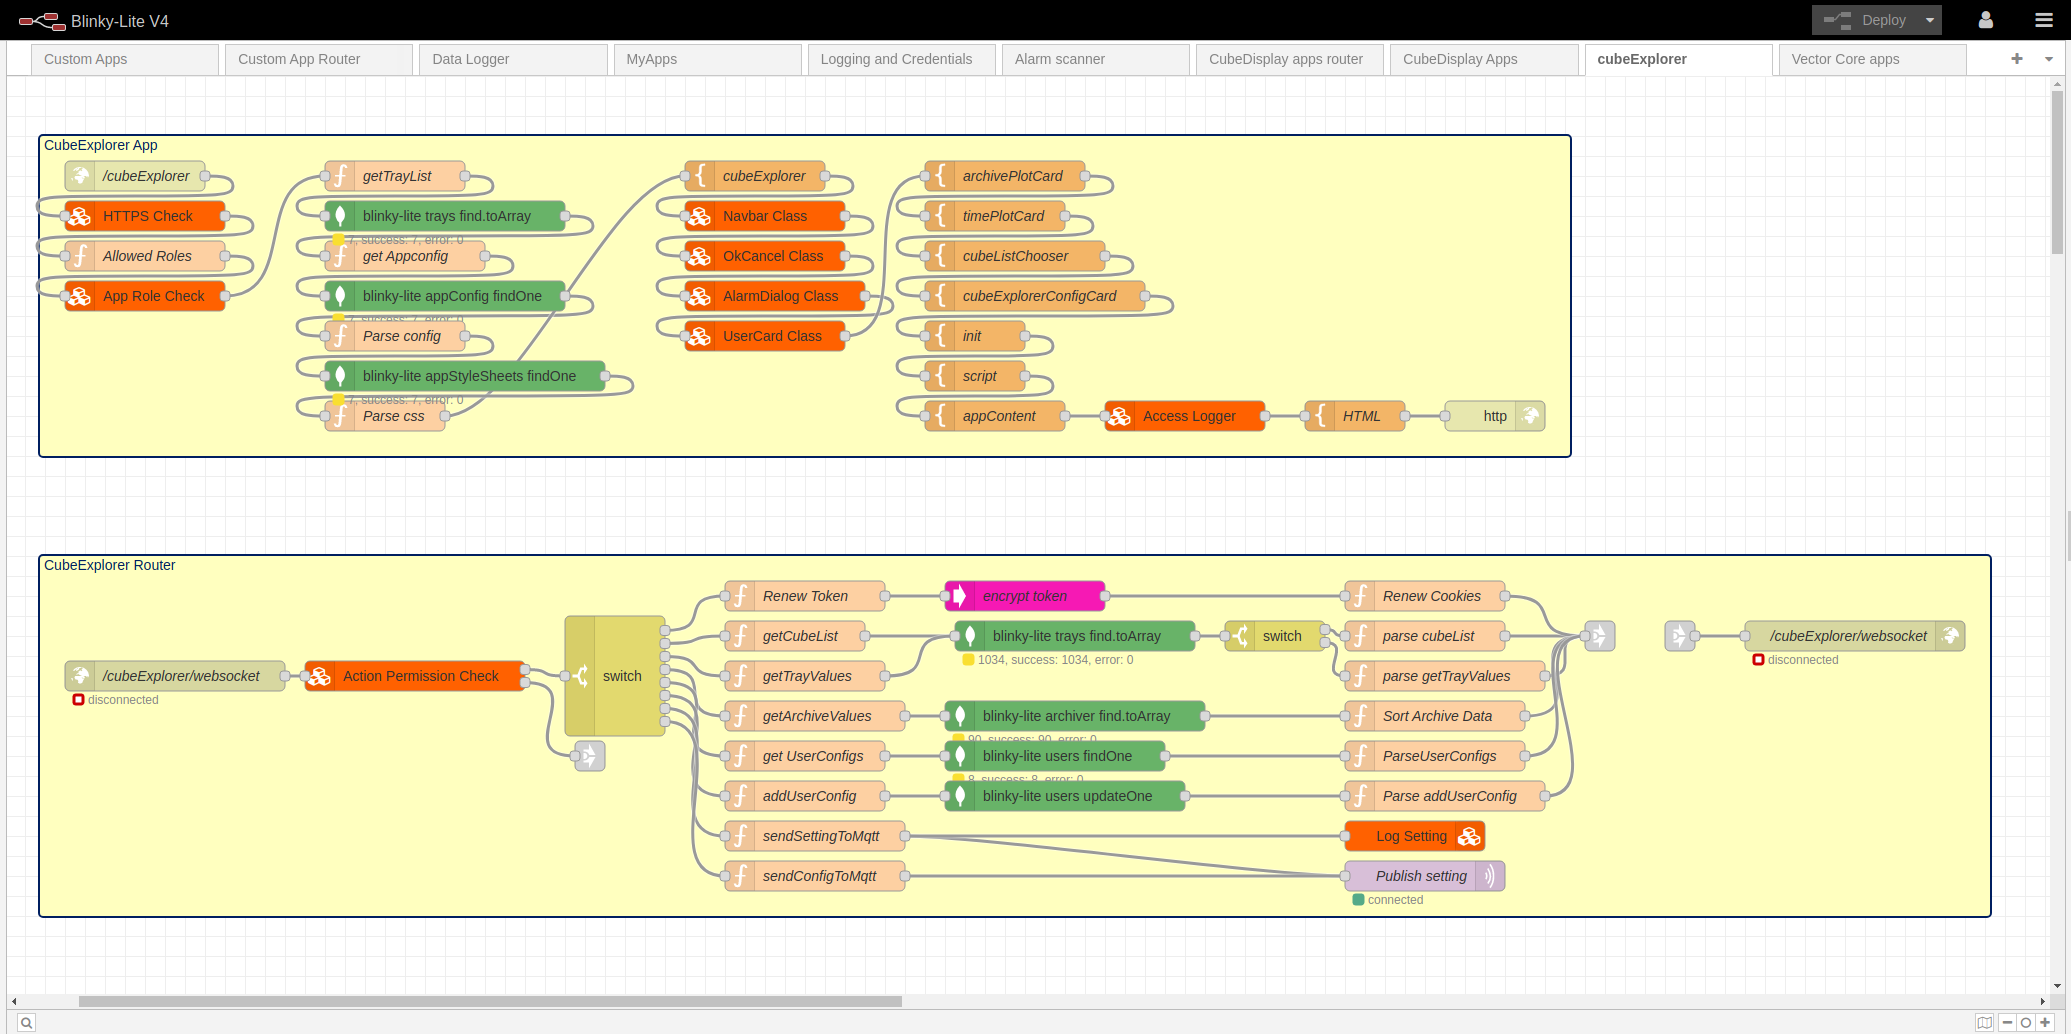 Blinky-Lite V4
Deploy
Custom Apps
Custom App Router
Data Logger
MyApps
Logging and Credentials
Alarm scanner
CubeDisplay apps router
CubeDisplay Apps
cubeExplorer
Vector Core apps
CubeExplorer App
/cubeExplorer
HTTPS Check
Allowed Roles
App Role Check
getTrayList
blinky-lite trays find.toArray
7, success: 7, error: 0
get Appconfig
blinky-lite appConfig findOne
7, success: 7, error: 0
Parse config
blinky-lite appStyleSheets findOne
7, success: 7, error: 0
Parse css
cubeExplorer
Navbar Class
OkCancel Class
AlarmDialog Class
UserCard Class
archivePlotCard
timePlotCard
cubeListChooser
cubeExplorerConfigCard
init
script
appContent
Access Logger
HTML
http
CubeExplorer Router
/cubeExplorer/websocket
disconnected
Action Permission Check
switch
Renew Token
encrypt token
Renew Cookies
getCubeList
blinky-lite trays find.toArray
1034, success: 1034, error: 0
switch
parse cubeList
/cubeExplorer/websocket
disconnected
getTrayValues
parse getTrayValues
getArchiveValues
blinky-lite archiver find.toArray
90, success: 90, error: 0
Sort Archive Data
get UserConfigs
blinky-lite users findOne
8, success: 8, error: 0
ParseUserConfigs
addUserConfig
blinky-lite users updateOne
Parse addUserConfig
sendSettingToMqtt
Log Setting
sendConfigToMqtt
Publish setting
connected